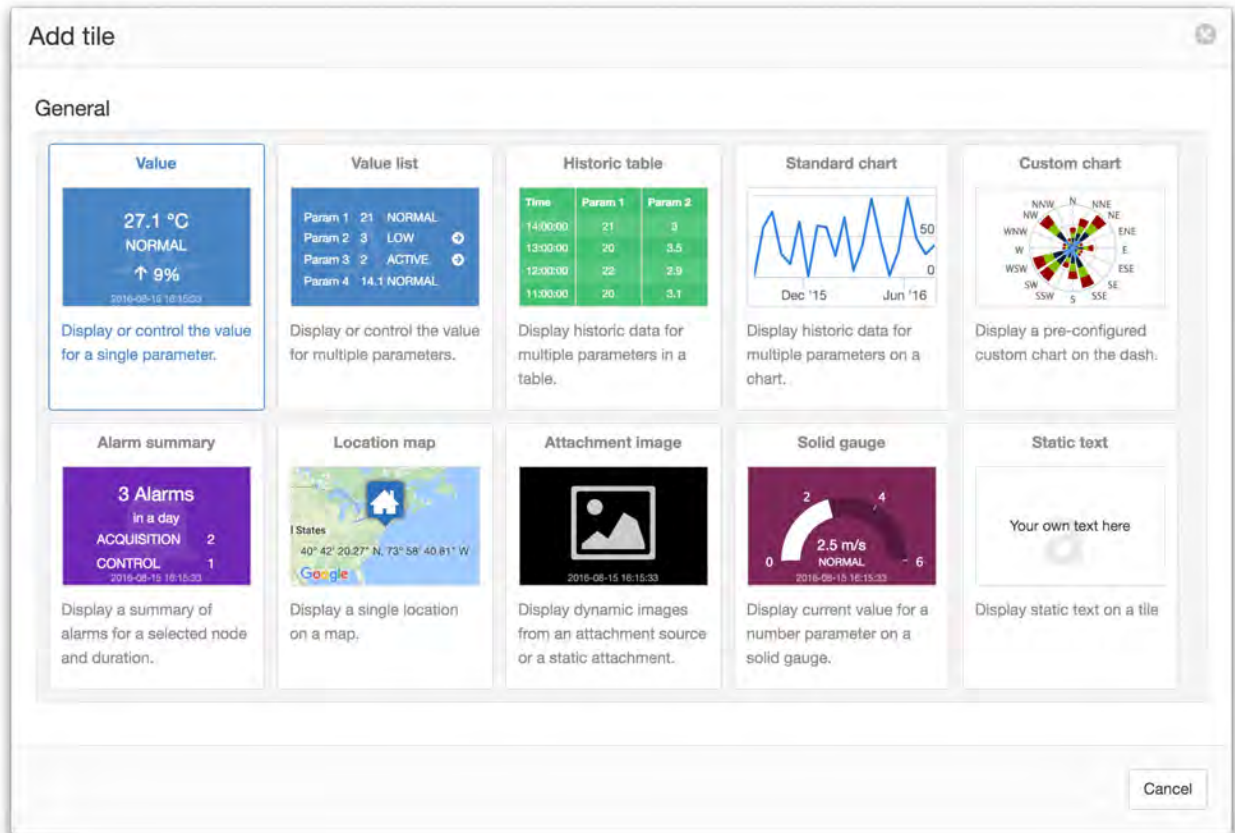 Add tile
General
Value
27.1 °C
NORMAL
↑ 9%
2016-08-15 16:15:33
Display or control the value
for a single parameter.
Value list
Param 1 21 NORMAL
Param 2 3 LOW
Param 3 2 ACTIVE
Param 4 14.1 NORMAL
Display or control the value
for multiple parameters.
Historic table
Time Param 1 Param 2
14:00:00 21 3
13:00:00 20 3.5
12:00:00 22 2.9
11:00:00 20 3.1
Display historic data for
multiple parameters in a
table.
Standard chart
50
0
Dec '15 Jun '16
Display historic data for
multiple parameters on a
chart.
Custom chart
N
NNW NNE
NW NE
WNW ENE
W E
WSW ESE
SW SE
SSW SSE
S
Display a pre-configured
custom chart on the dash.
Alarm summary
3 Alarms
in a day
ACQUISITION 2
CONTROL 1
2016-08-15 16:15:33
Display a summary of
alarms for a selected node
and duration.
Location map
l States
40° 42' 20.27" N, 73° 58' 40.81" W
Google
Display a single location
on a map.
Attachment image
2016-08-15 16:15:33
Display dynamic images
from an attachment source
or a static attachment.
Solid gauge
2 4
2.5 m/s
0 NORMAL 6
2016-08-15 16:15:33
Display current value for a
number parameter on a
solid gauge.
Static text
Your own text here
Display static text on a tile
Cancel